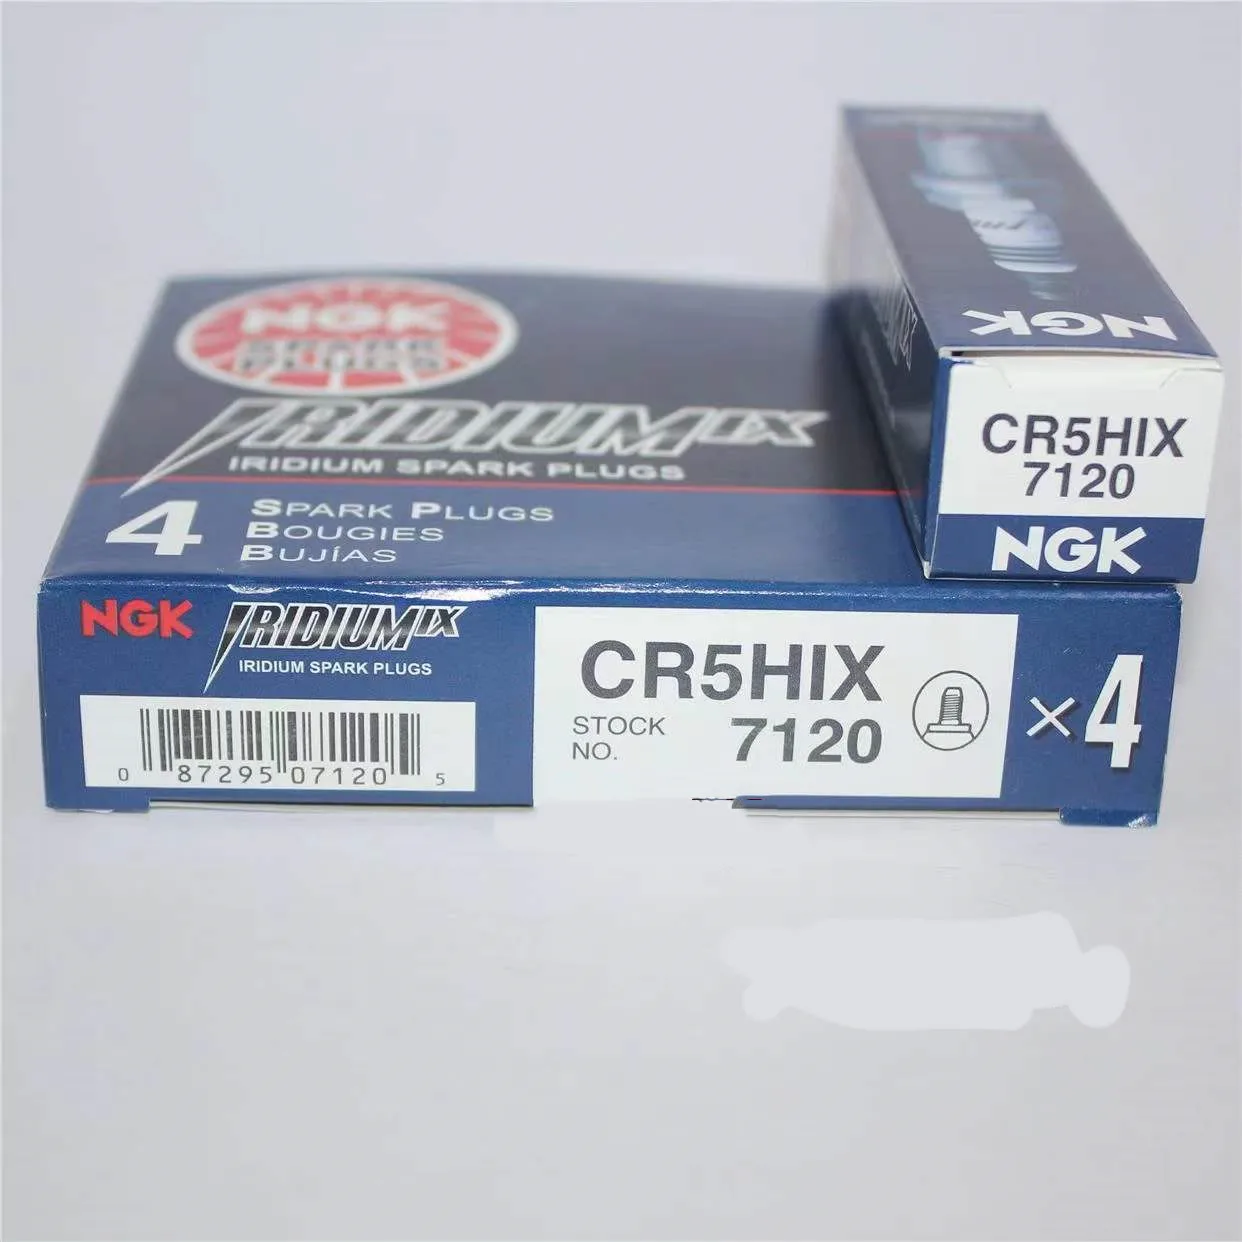 NGK
CR5HIX
7120
NGK
NGK
SPARK
PLUGS
IRIDIUM IX
IRIDIUM SPARK PLUGS
4
SPARK PLUGS
BOUGIES
BUJÍAS
NGK IRIDIUM IX
IRIDIUM SPARK PLUGS
0 87295 07120 5
CR5HIX
STOCK NO. 7120
×4